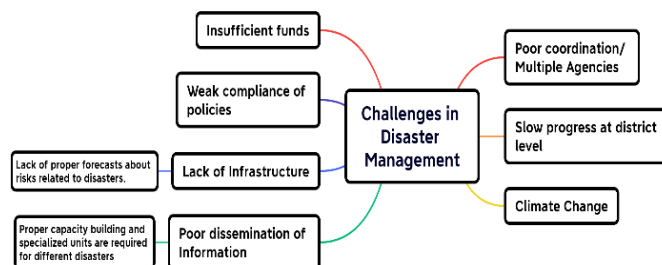 Insufficient funds
Weak compliance of
policies
Lack of proper forecasts about
risks related to disasters.
Lack of Infrastructure
Proper capacity building and
specialized units are required
for different disasters
Poor dissemination of
Information
Challenges in
Disaster
Management
Poor coordination/
Multiple Agencies
Slow progress at district
level
Climate Change